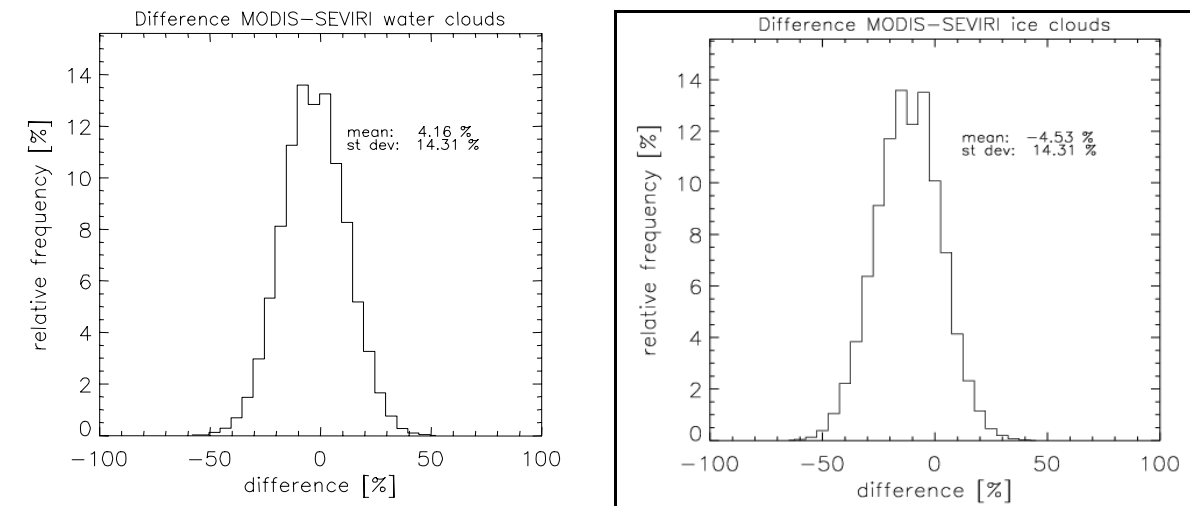 Difference MODIS-SEVIRI water clouds
relative frequency [%]
14
12
10
8
6
4
2
0
mean: 4.16 %
st dev: 14.31 %
-100
-50
0
50
100
difference [%]
Difference MODIS-SEVIRI ice clouds
relative frequency [%]
14
12
10
8
6
4
2
0
mean: -4.53 %
st dev: 14.31 %
-100
-50
0
50
100
difference [%]